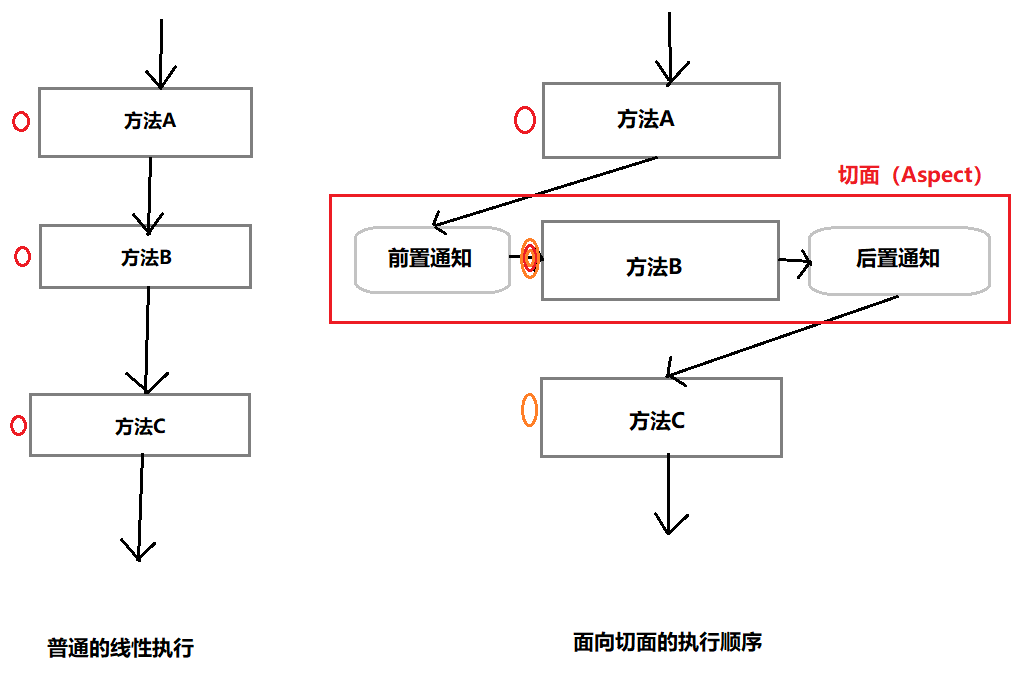 方法A
方法B
方法C
普通的线性执行
方法A
切面（Aspect）
前置通知
方法B
后置通知
方法C
面向切面的执行顺序